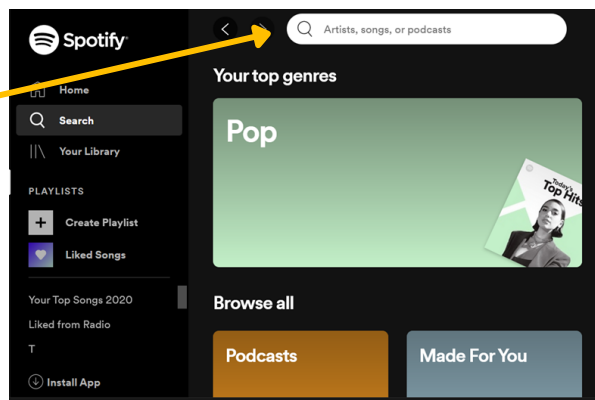 Spotify
Home
Search
Your Library
PLAYLISTS
Create Playlist
Liked Songs
Your Top Songs 2020
Liked from Radio
T
Install App
Artists, songs, or podcasts
Your top genres
Pop
Today's
Top Hits
Browse all
Podcasts
Made For You